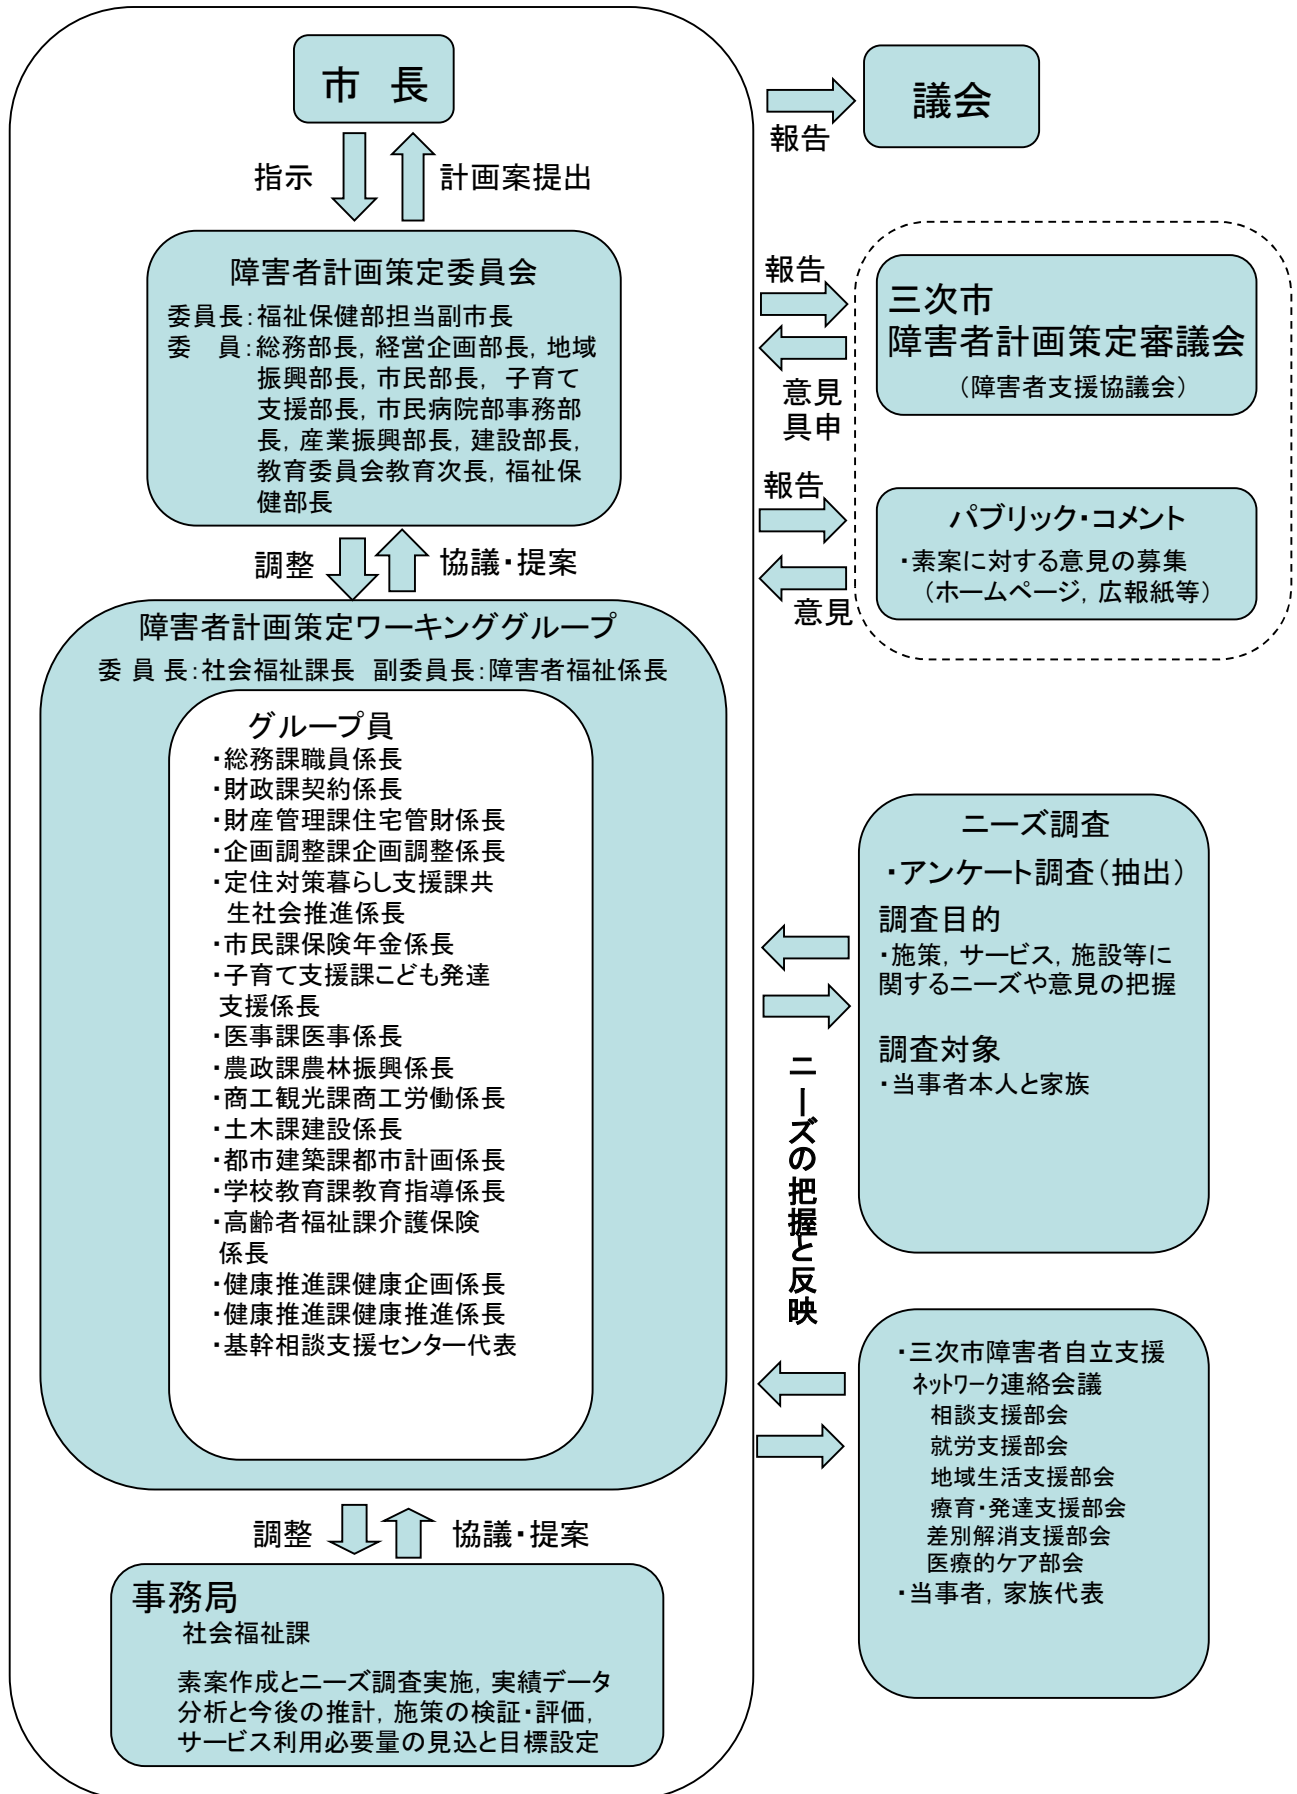 市 長
指示
計画案提出
障害者計画策定委員会
委員長:福祉保健部担当副市長
委 員:総務部長,経営企画部長,地域
振興部長,市民部長, 子育て
支援部長,市民病院部事務部
長,産業振興部長,建設部長,
教育委員会教育次長,福祉保
健部長
調整
協議・提案
障害者計画策定ワーキンググループ
委 員 長:社会福祉課長 副委員長:障害者福祉係長
グループ員
・総務課職員係長
・財政課契約係長
・財産管理課住宅管財係長
・企画調整課企画調整係長
・定住対策暮らし支援課共
生社会推進係長
・市民課保険年金係長
・子育て支援課こども発達
支援係長
・医事課医事係長
・農政課農林振興係長
・商工観光課商工労働係長
・土木課建設係長
・都市建築課都市計画係長
・学校教育課教育指導係長
・高齢者福祉課介護保険
係長
・健康推進課健康企画係長
・健康推進課健康推進係長
・基幹相談支援センター代表
調整
協議・提案
事務局
社会福祉課
素案作成とニーズ調査実施,実績データ
分析と今後の推計,施策の検証・評価,
サービス利用必要量の見込と目標設定
報告
議会
報告
意見
具申
三次市
障害者計画策定審議会
(障害者支援協議会)
報告
意見
パブリック・コメント
・素案に対する意見の募集
(ホームページ,広報紙等)
ニーズの把握と反映
ニーズ調査
・アンケート調査(抽出)
調査目的
・施策,サービス,施設等に
関するニーズや意見の把握
調査対象
・当事者本人と家族
・三次市障害者自立支援
ネットワーク連絡会議
相談支援部会
就労支援部会
地域生活支援部会
療育・発達支援部会
差別解消支援部会
医療的ケア部会
・当事者,家族代表